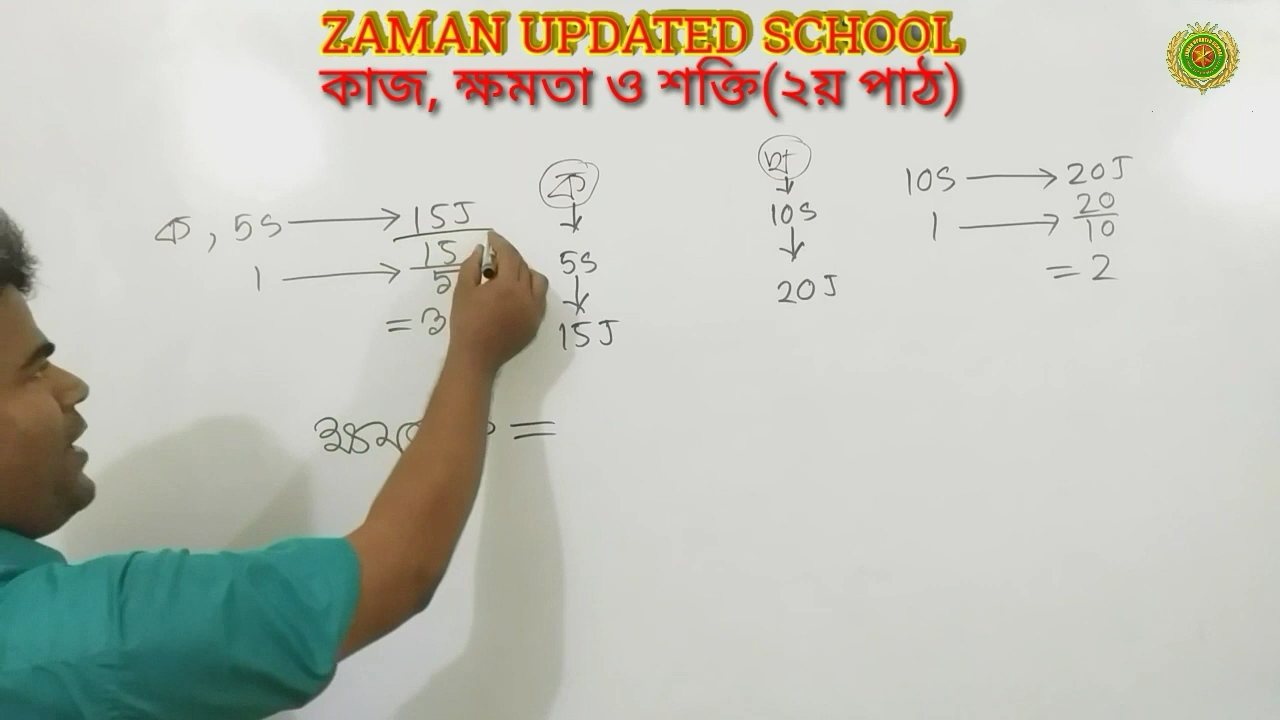 ZAMAN UPDATED SCHOOL
কাজ, ক্ষমতা ও শক্তি(২য় পাঠ)
ক, 5S → 15J
1 → 15/5
= 3
ক
↓
5S
↓
15J
খ
↓
10S
↓
20J
10S → 20J
1 → 20/10
= 2
=